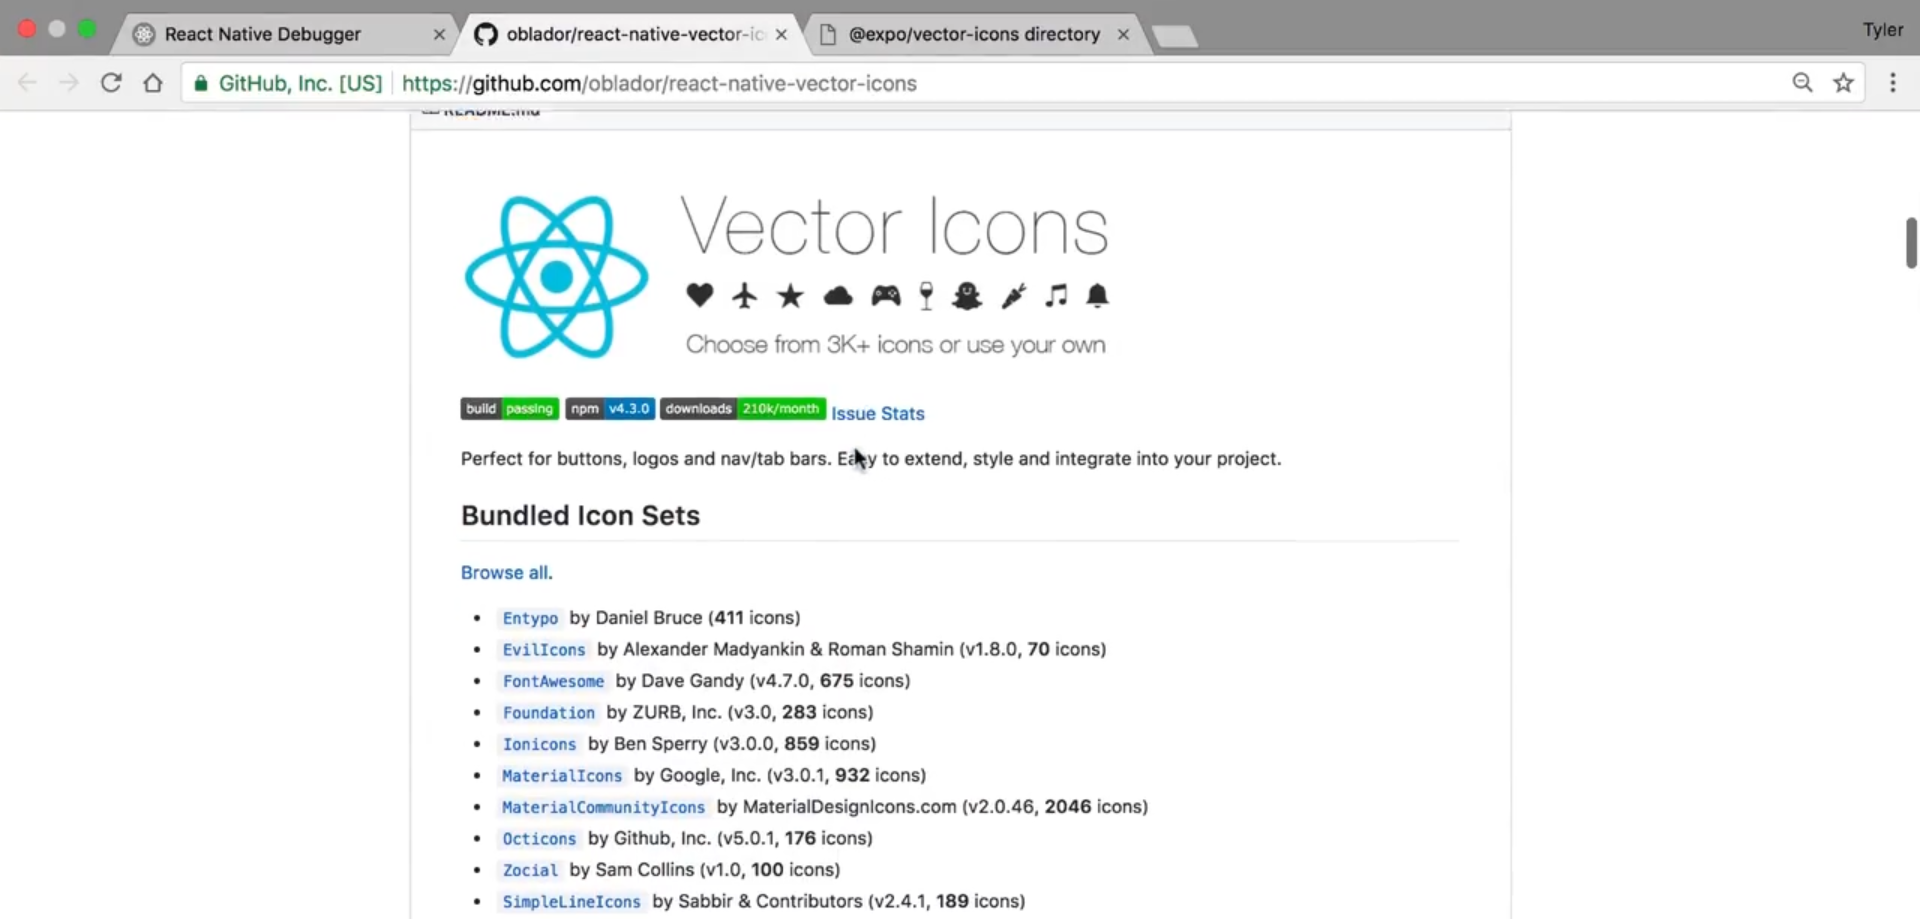 React Native Debugger
oblador/react-native-vector-ic
@expo/vector-icons directory
Tyler
GitHub, Inc. [US]
https://github.com/oblador/react-native-vector-icons
README.md
Vector Icons
Choose from 3K+ icons or use your own
build passing
npm v4.3.0
downloads 210k/month
Issue Stats
Perfect for buttons, logos and nav/tab bars. Easy to extend, style and integrate into your project.
Bundled Icon Sets
Browse all.
• Entypo by Daniel Bruce (411 icons)
• EvilIcons by Alexander Madyankin & Roman Shamin (v1.8.0, 70 icons)
• FontAwesome by Dave Gandy (v4.7.0, 675 icons)
• Foundation by ZURB, Inc. (v3.0, 283 icons)
• Ionicons by Ben Sperry (v3.0.0, 859 icons)
• MaterialIcons by Google, Inc. (v3.0.1, 932 icons)
• MaterialCommunityIcons by MaterialDesignIcons.com (v2.0.46, 2046 icons)
• Octicons by Github, Inc. (v5.0.1, 176 icons)
• Zocial by Sam Collins (v1.0, 100 icons)
• SimpleLineIcons by Sabbir & Contributors (v2.4.1, 189 icons)